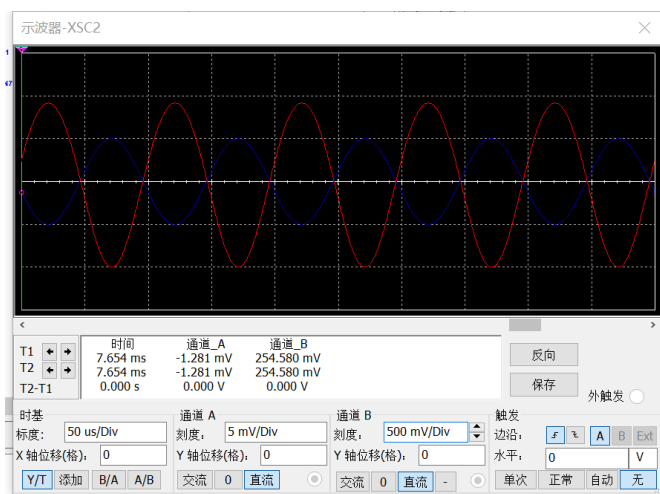 示波器-XSC2
1
时间 通道_A 通道_B
T1 7.654 ms -1.281 mV 254.580 mV
T2 7.654 ms -1.281 mV 254.580 mV
T2-T1 0.000 s 0.000 V 0.000 V
反向
保存
外触发
时基
标度: 50 us/Div
X 轴位移(格): 0
Y/T 添加 B/A A/B
通道 A
刻度: 5 mV/Div
Y 轴位移(格): 0
交流 0 直流
通道 B
刻度: 500 mV/Div
Y 轴位移(格): 0
交流 0 直流 -
触发
边沿: A B Ext
水平: 0 V
单次 正常 自动 无